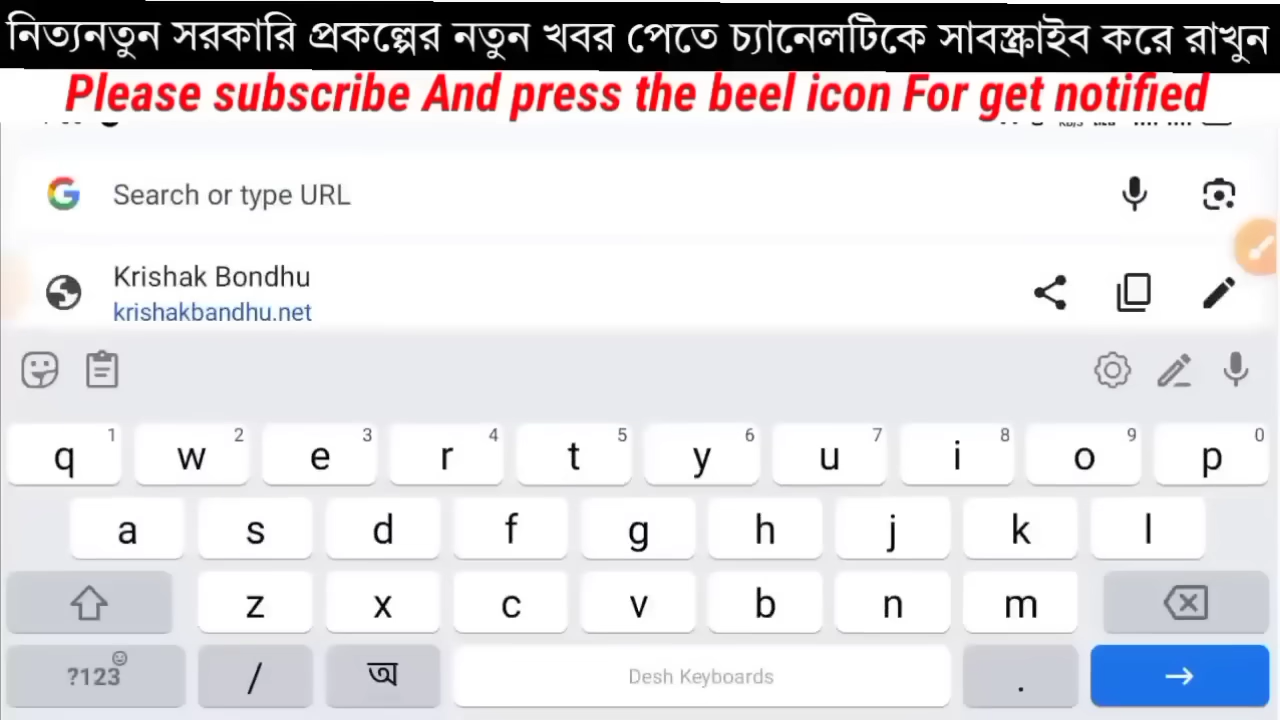 নিত্যনতুন সরকারি প্রকল্পের নতুন খবর পেতে চ্যানেলটিকে সাবস্ক্রাইব করে রাখুন
Please subscribe And press the beel icon For get notified
Search or type URL
Krishak Bondhu
krishakbandhu.net
1 2 3 4 5 6 7 8 9 0
q w e r t y u i o p
a s d f g h j k l
z x c v b n m
?123 / অ Desh Keyboards .